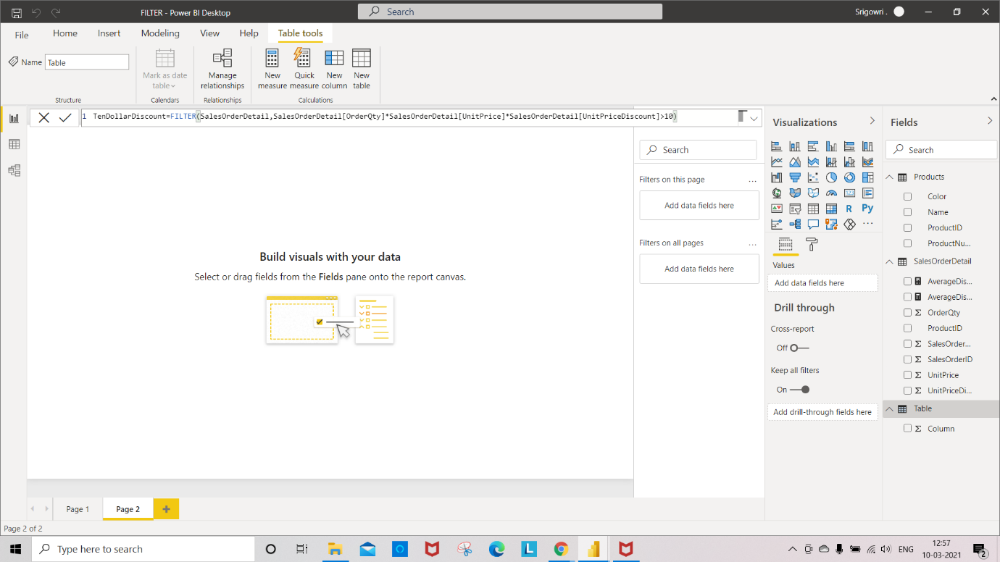 FILTER - Power BI Desktop
Search
Srigowri .
File
Home
Insert
Modeling
View
Help
Table tools
Name
Table
Mark as date
table
New
measure
Quick
measure
New
column
New
table
Manage
relationships
Structure
Calendars
Relationships
Calculations
1 TenDollarDiscount=FILTER(SalesOrderDetail,SalesOrderDetail[OrderQty]*SalesOrderDetail[UnitPrice]*SalesOrderDetail[UnitPriceDiscount]>10)
Build visuals with your data
Select or drag fields from the Fields pane onto the report canvas.
Search
Filters on this page
...
Add data fields here
Filters on all pages
...
Add data fields here
Visualizations
123
R
Py
...
Values
Add data fields here
Drill through
Cross-report
Off
Keep all filters
On
Add drill-through fields here
Fields
Search
Products
Color
Name
ProductID
ProductNu...
SalesOrderDetail
AverageDis...
AverageDis...
OrderQty
ProductID
SalesOrder...
SalesOrderID
UnitPrice
UnitPriceDi...
Table
Column
Page 1
Page 2
Page 2 of 2
Type here to search
L
ENG
12:57
10-03-2021
2